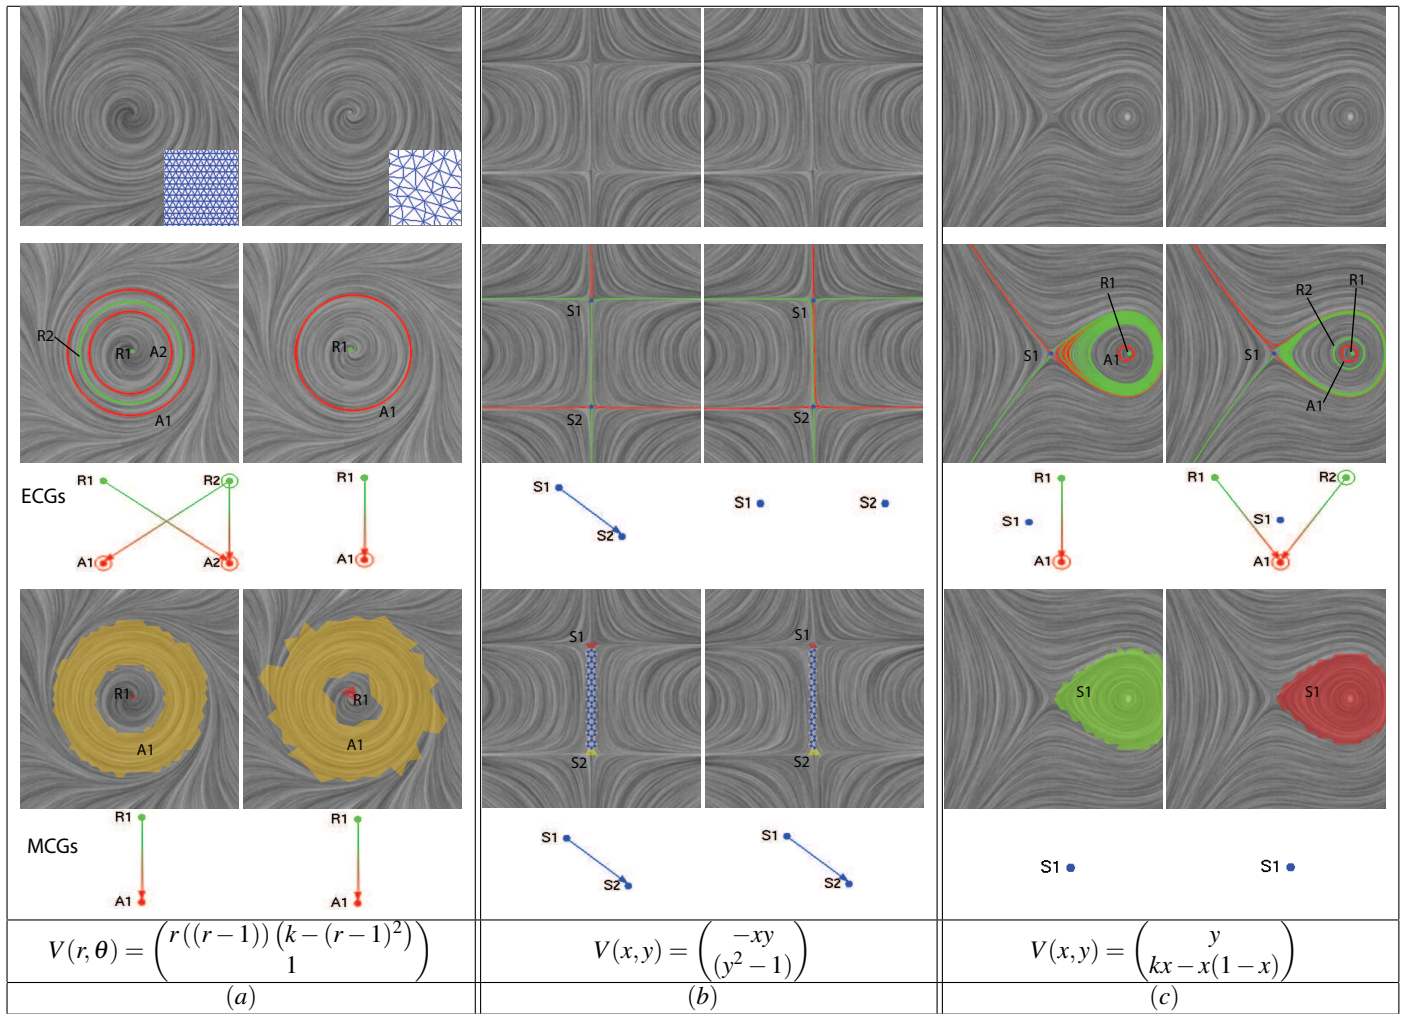 R2
R1
A2
A1
R1
A1
S1
S2
S1
S2
R1
S1
A1
R2
R1
S1
A1
ECGs
R1
R2
A1
A2
R1
A1
S1
S2
S1
S2
R1
S1
A1
R1
R2
S1
A1
R1
A1
R1
A1
S1
S2
S1
S2
S1
S1
MCGs
R1
A1
R1
A1
S1
S2
S1
S2
S1
S1
V(r,θ) = (r((r−1))(k−(r−1)²)
1)
V(x,y) = (−xy
(y²−1))
V(x,y) = (y
kx−x(1−x))
(a)
(b)
(c)